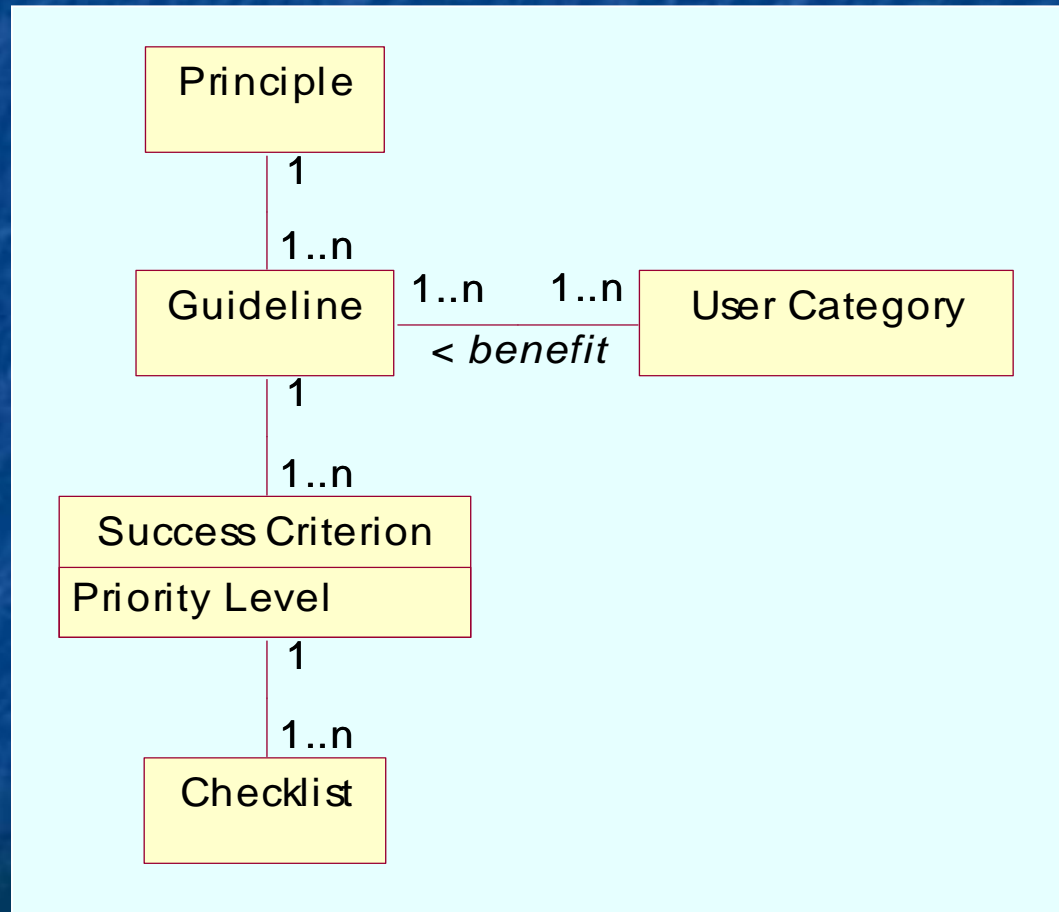 Principle
1
1..n
Guideline
1..n
1..n
User Category
< benefit
1
1..n
Success Criterion
Priority Level
1
1..n
Checklist